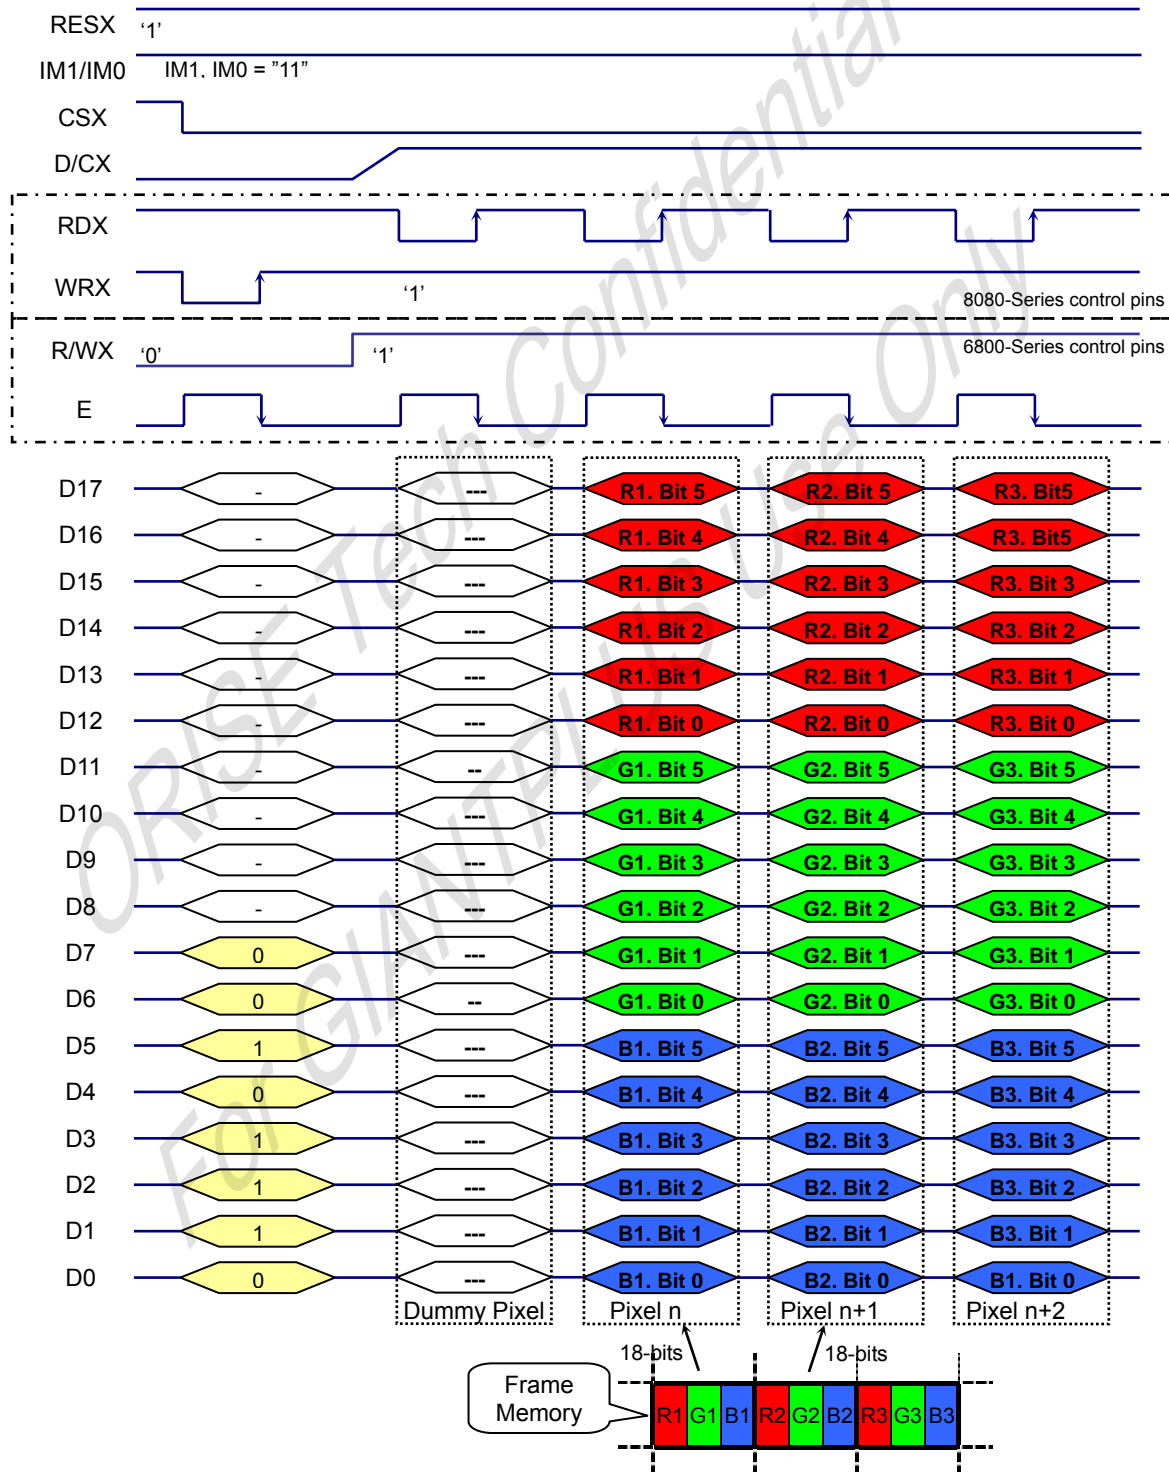 RESX '1'
IM1/IM0 IM1, IM0 = "11"
CSX
D/CX
RDX
WRX '1'
8080-Series control pins
R/WX '0' '1'
6800-Series control pins
E
D17 - --- R1. Bit 5 R2. Bit 5 R3. Bit5
D16 - --- R1. Bit 4 R2. Bit 4 R3. Bit5
D15 - --- R1. Bit 3 R2. Bit 3 R3. Bit 3
D14 - --- R1. Bit 2 R2. Bit 2 R3. Bit 2
D13 - --- R1. Bit 1 R2. Bit 1 R3. Bit 1
D12 - --- R1. Bit 0 R2. Bit 0 R3. Bit 0
D11 - -- G1. Bit 5 G2. Bit 5 G3. Bit 5
D10 - --- G1. Bit 4 G2. Bit 4 G3. Bit 4
D9 - --- G1. Bit 3 G2. Bit 3 G3. Bit 3
D8 - --- G1. Bit 2 G2. Bit 2 G3. Bit 2
D7 0 --- G1. Bit 1 G2. Bit 1 G3. Bit 1
D6 0 -- G1. Bit 0 G2. Bit 0 G3. Bit 0
D5 1 --- B1. Bit 5 B2. Bit 5 B3. Bit 5
D4 0 --- B1. Bit 4 B2. Bit 4 B3. Bit 4
D3 1 --- B1. Bit 3 B2. Bit 3 B3. Bit 3
D2 1 --- B1. Bit 2 B2. Bit 2 B3. Bit 2
D1 1 --- B1. Bit 1 B2. Bit 1 B3. Bit 1
D0 0 --- B1. Bit 0 B2. Bit 0 B1. Bit 0
Dummy Pixel Pixel n Pixel n+1 Pixel n+2
18-bits 18-bits
Frame
Memory
R1 G1 B1 R2 G2 B2 R3 G3 B3
ORISE Tech Confidential
For GIANTPLUS Use Only